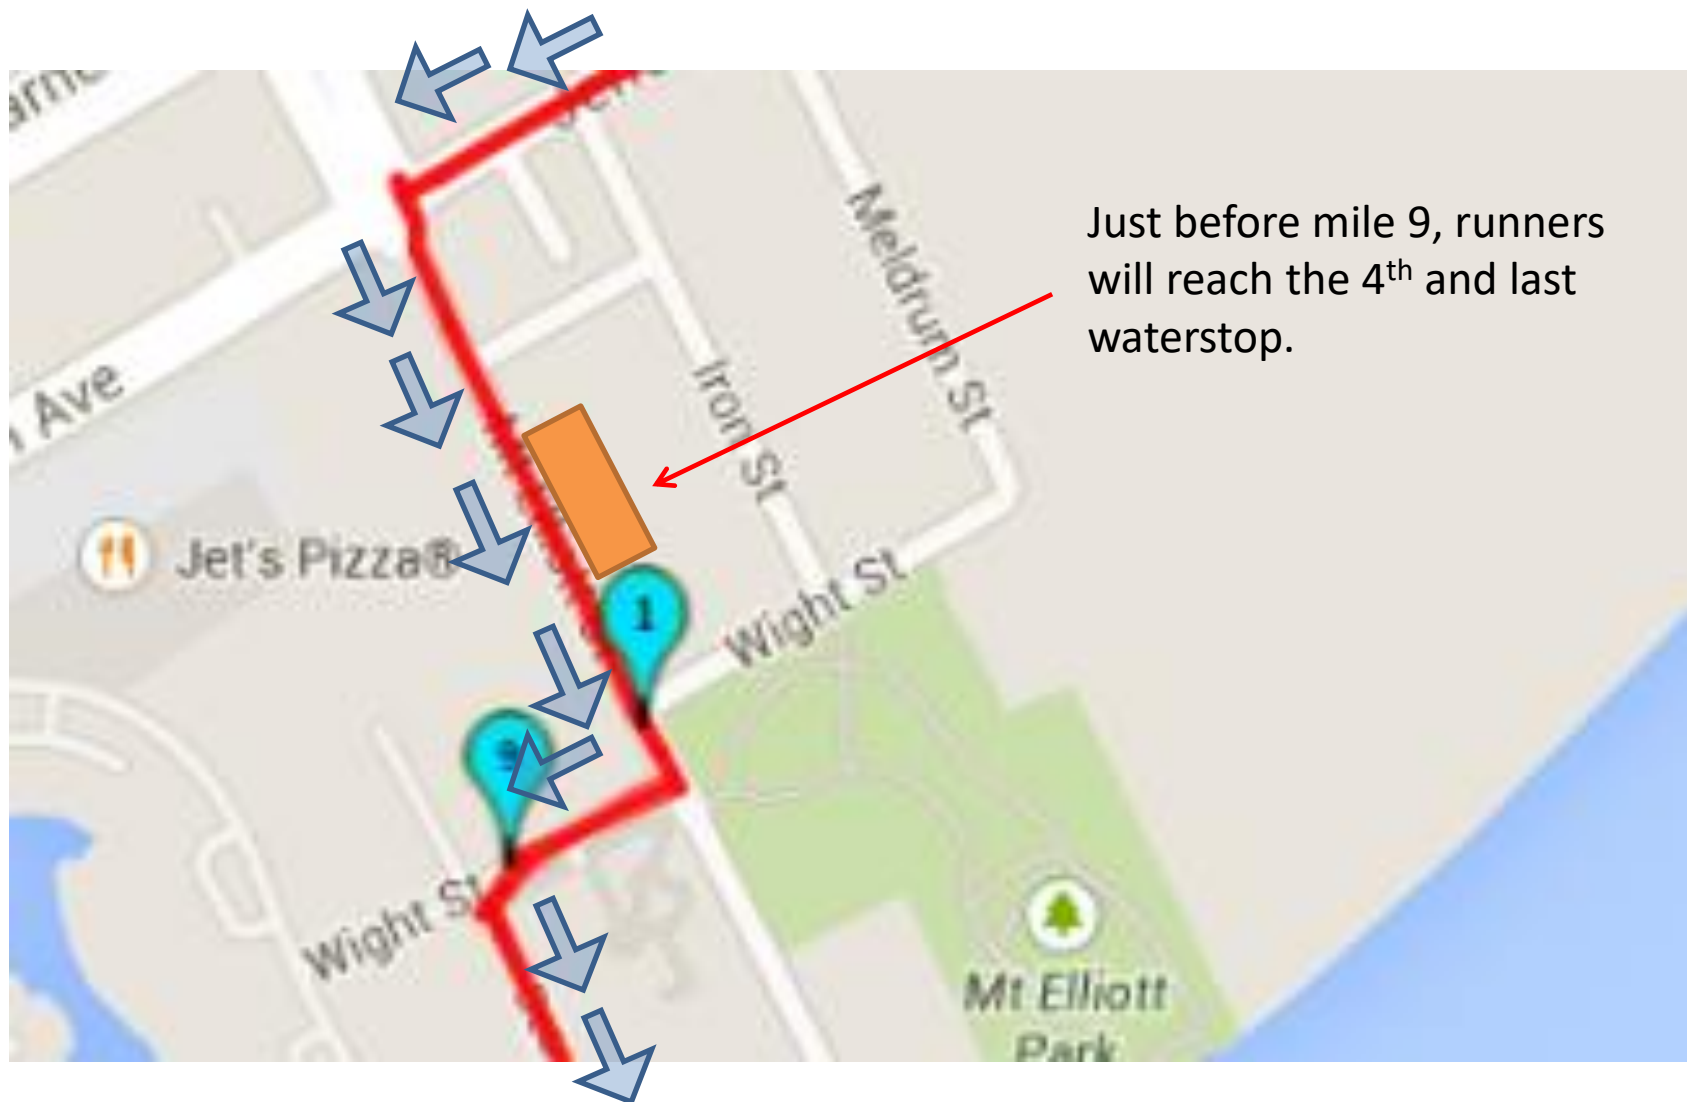 Just before mile 9, runners
will reach the 4th and last
waterstop.
Meldrum St
Ave
Iron St
Jet's Pizza®
1
Wight St
9
Wight St
Mt Elliott
Park